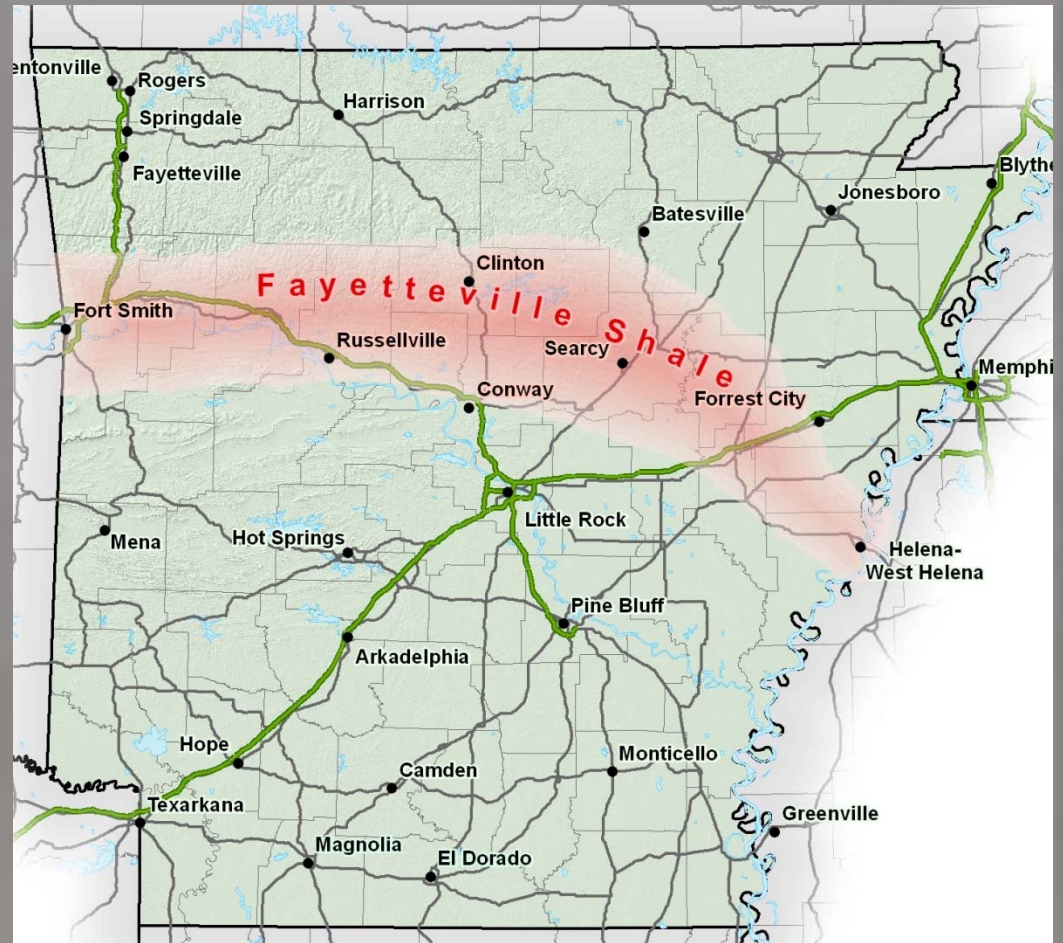 entonville
Rogers
Springdale
Fayetteville
Harrison
Jonesboro
Blythe
Batesville
Clinton
Fayetteville Shale
Fort Smith
Russellville
Searcy
Conway
Forrest City
Memphi
Little Rock
Mena
Hot Springs
Helena-
West Helena
Pine Bluff
Arkadelphia
Hope
Monticello
Camden
Texarkana
Greenville
Magnolia
El Dorado